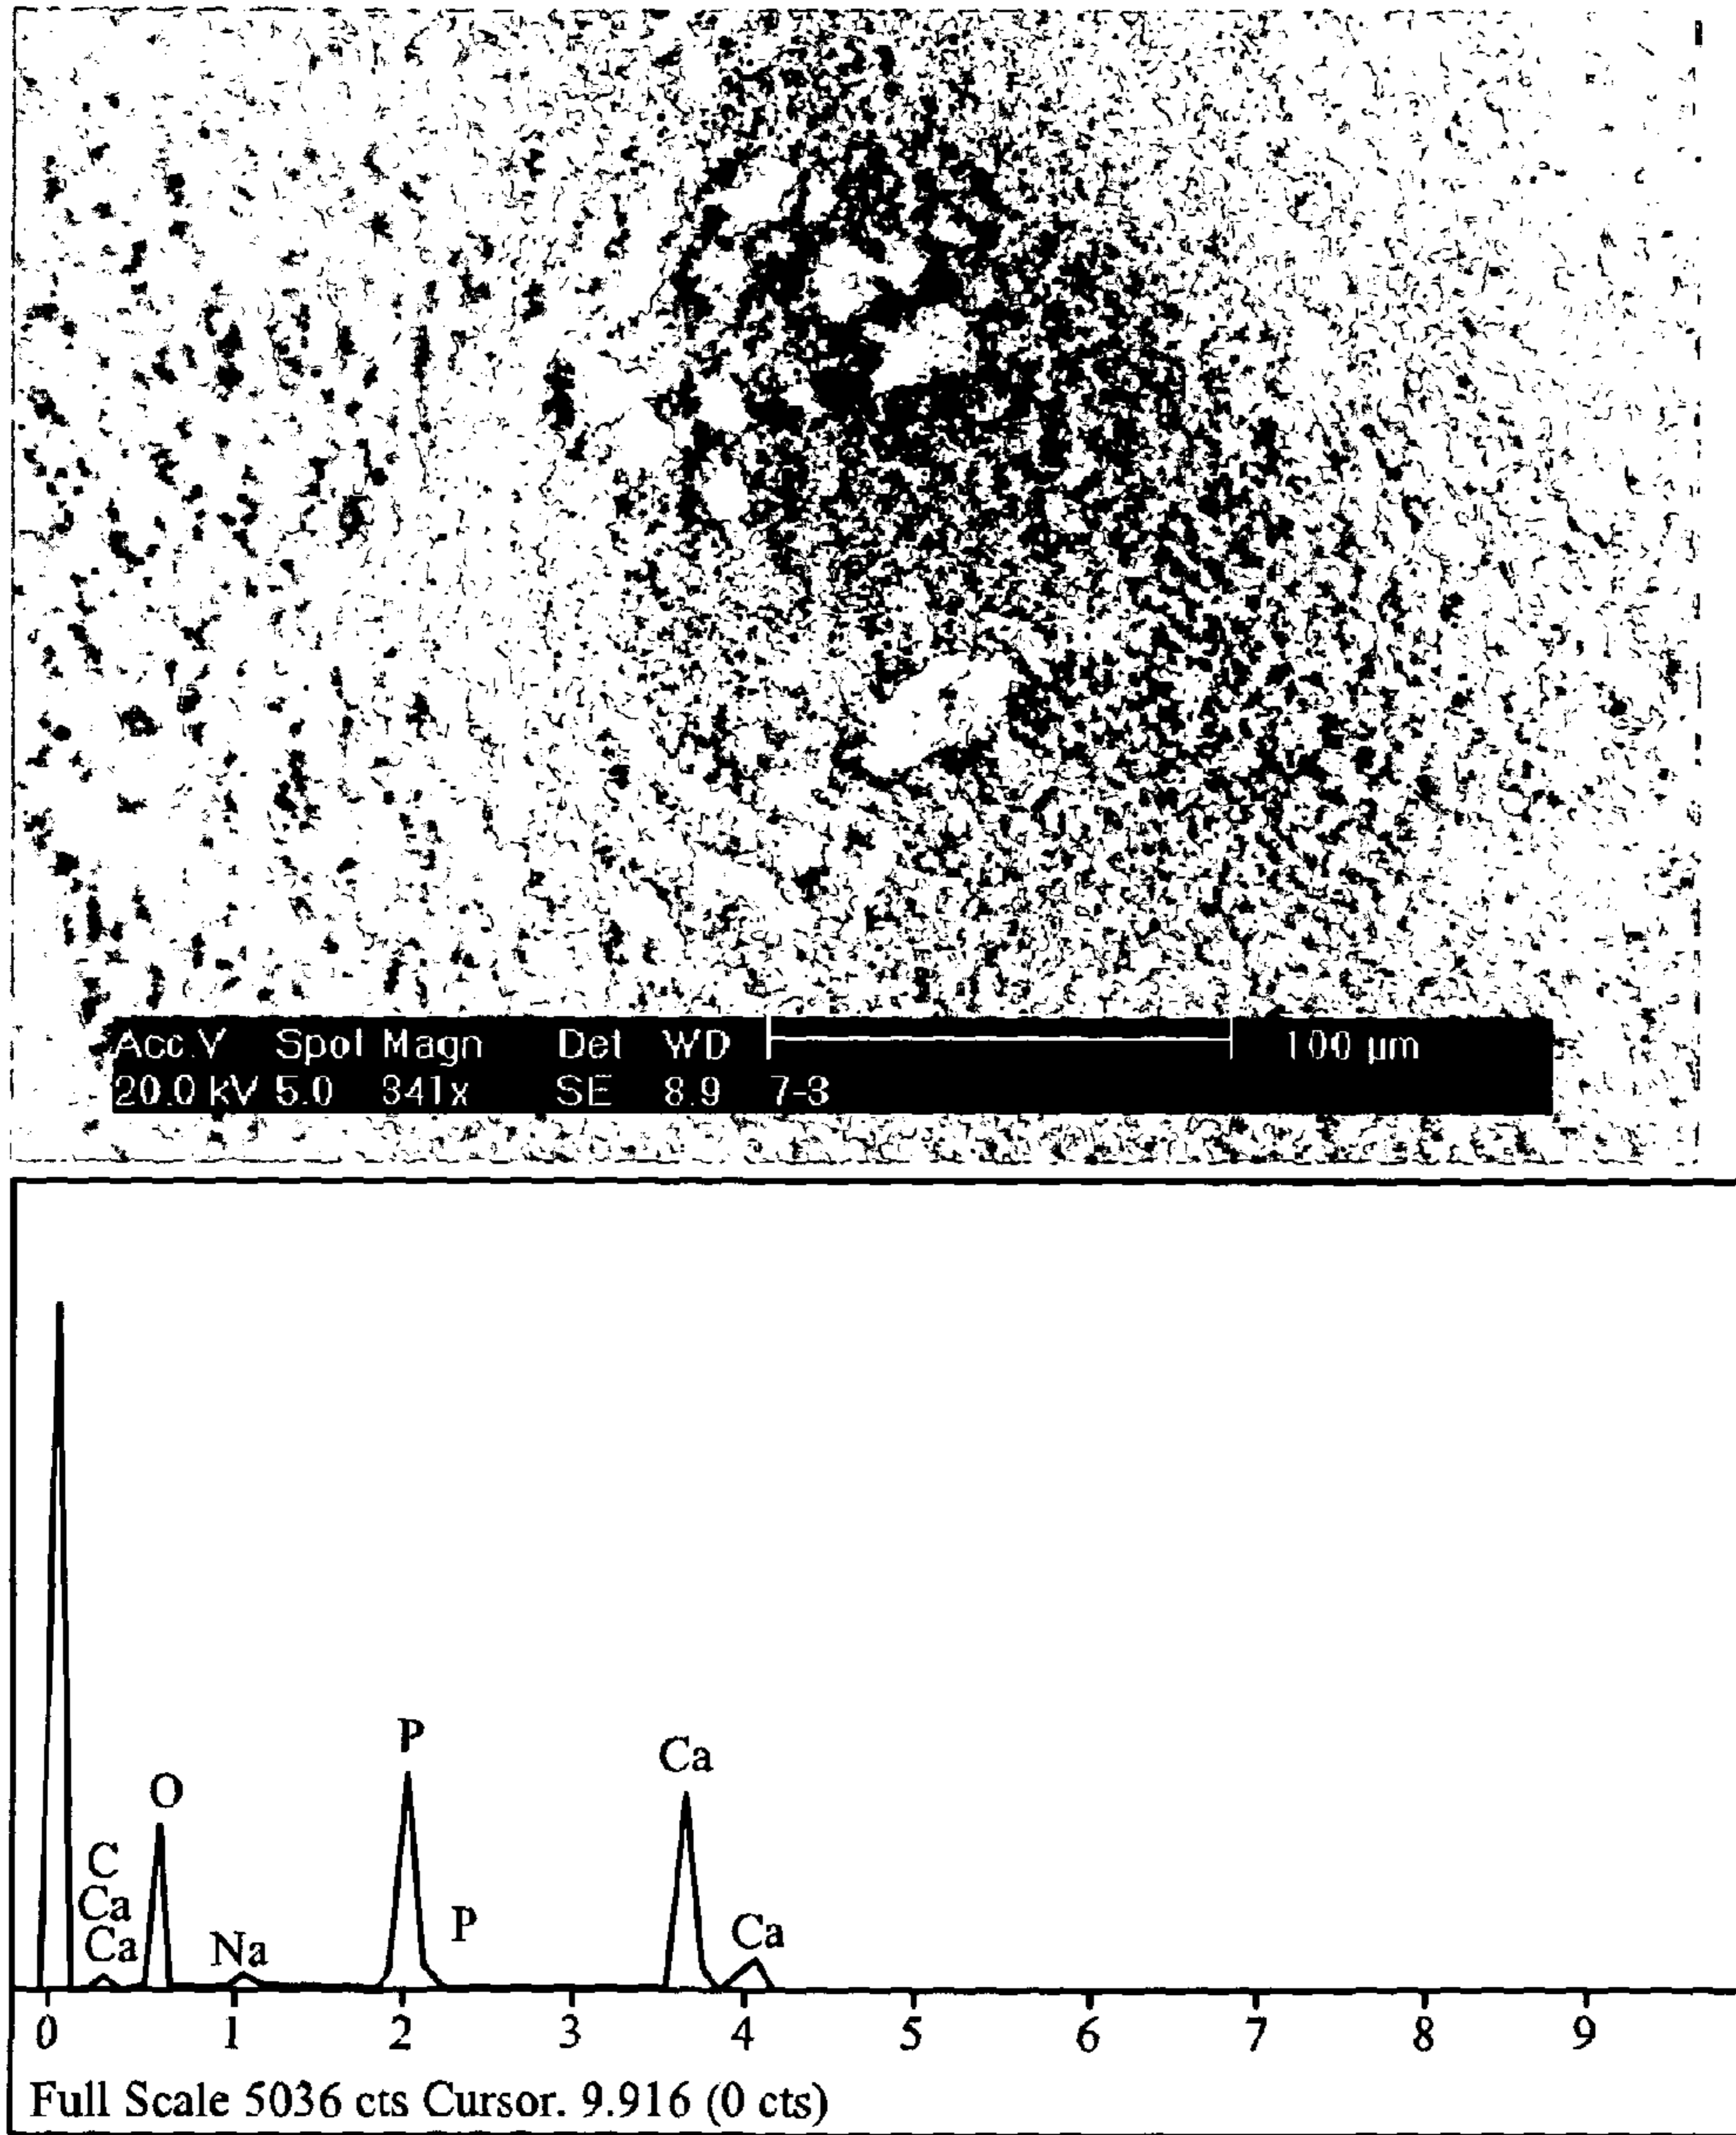 Acc.V Spot Magn Det WD 100 µm
20.0 kV 5.0 341x SE 8.9 7-3
P
Ca
O
C
Ca
P
Ca
Na
Ca
0 1 2 3 4 5 6 7 8 9
Full Scale 5036 cts Cursor. 9.916 (0 cts)